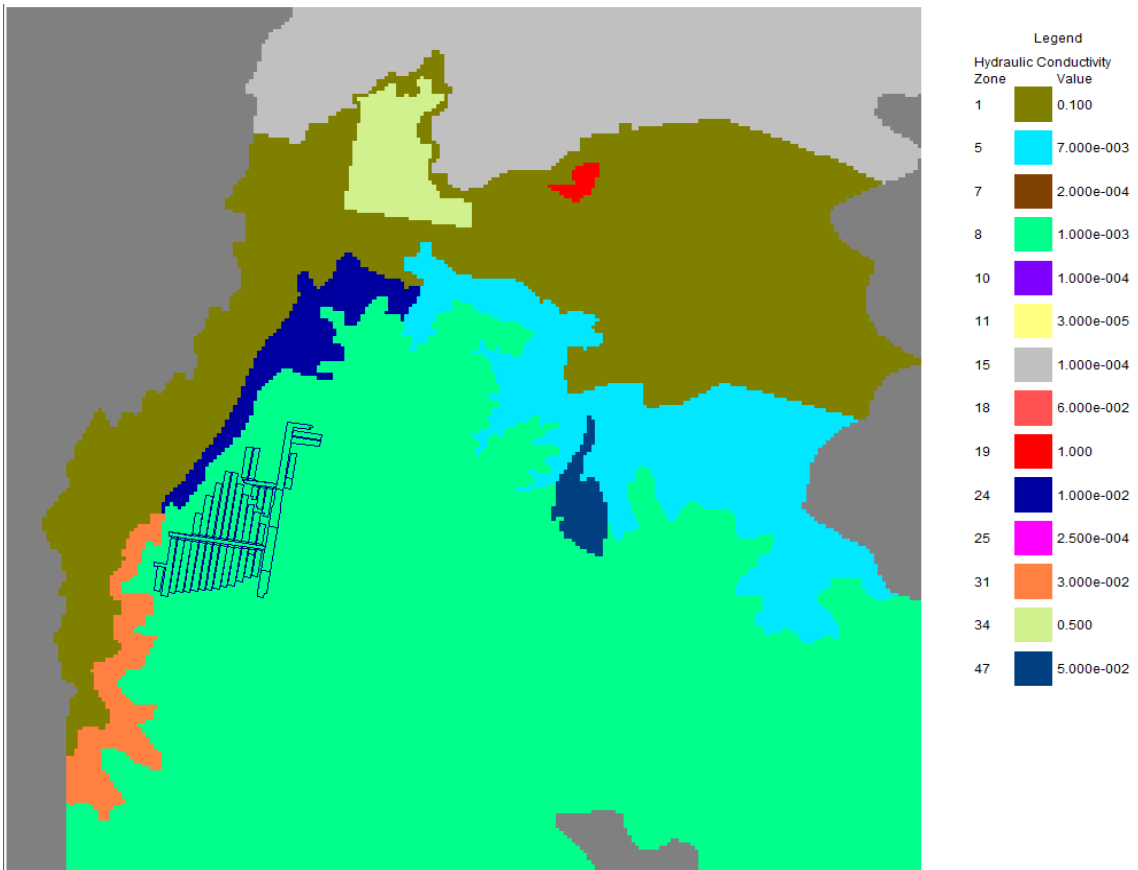 Legend
Hydraulic Conductivity
Zone Value
1 0.100
5 7.000e-003
7 2.000e-004
8 1.000e-003
10 1.000e-004
11 3.000e-005
15 1.000e-004
18 6.000e-002
19 1.000
24 1.000e-002
25 2.500e-004
31 3.000e-002
34 0.500
47 5.000e-002